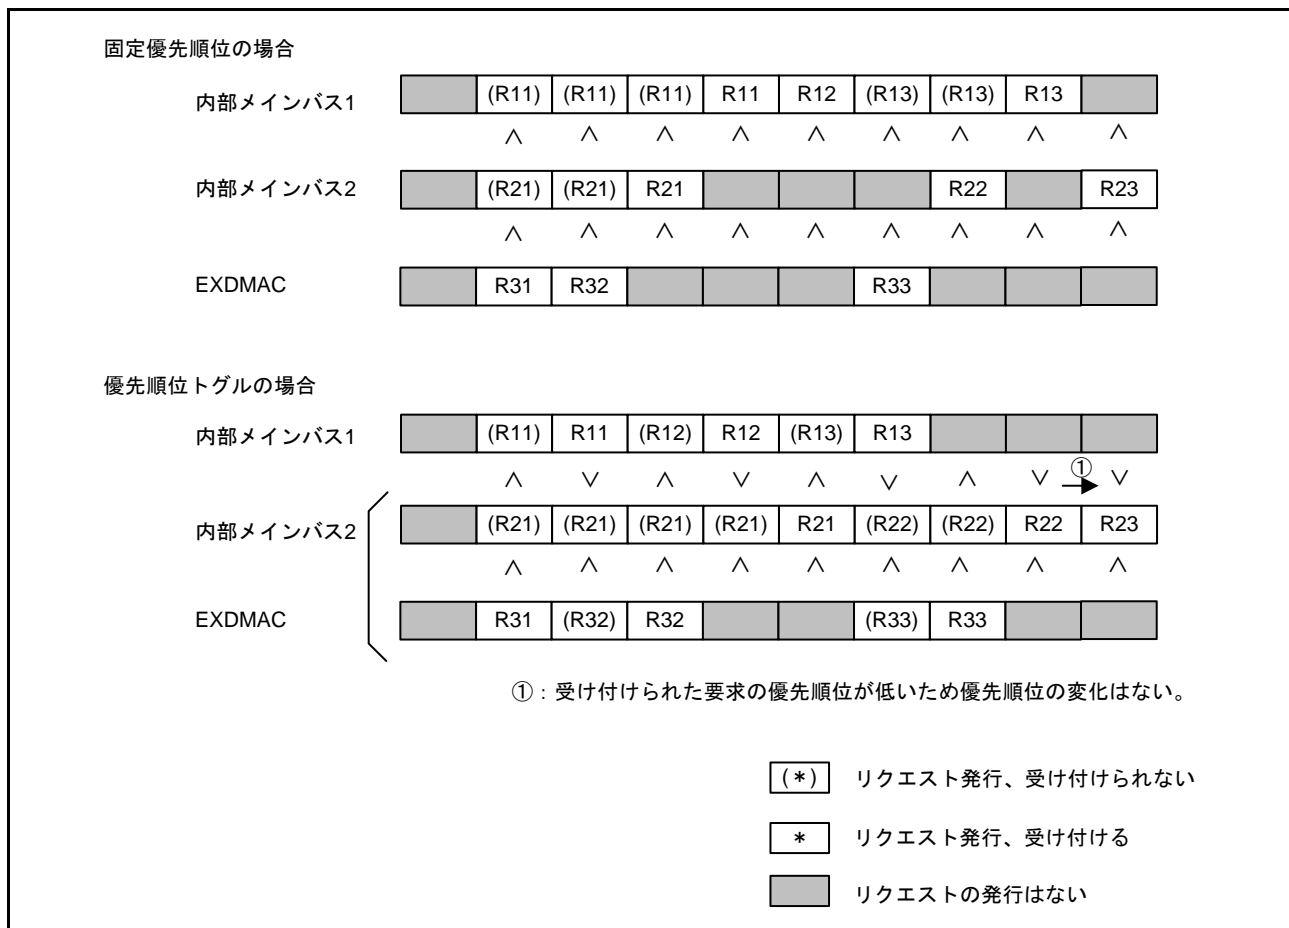 固定優先順位の場合
内部メインバス1 (R11) (R11) (R11) R11 R12 (R13) (R13) R13
∧ ∧ ∧ ∧ ∧ ∧ ∧ ∧ ∧
内部メインバス2 (R21) (R21) R21 R22 R23
∧ ∧ ∧ ∧ ∧ ∧ ∧ ∧ ∧
EXDMAC R31 R32 R33
優先順位トグルの場合
内部メインバス1 (R11) R11 (R12) R12 (R13) R13
∧ ∨ ∧ ∨ ∧ ∨ ∧ ∨ ① ∨
内部メインバス2 (R21) (R21) (R21) (R21) R21 (R22) (R22) R22 R23
∧ ∧ ∧ ∧ ∧ ∧ ∧ ∧ ∧
EXDMAC R31 (R32) R32 (R33) R33
①：受け付けられた要求の優先順位が低いため優先順位の変化はない。
(*) リクエスト発行、受け付けられない
* リクエスト発行、受け付ける
リクエストの発行はない